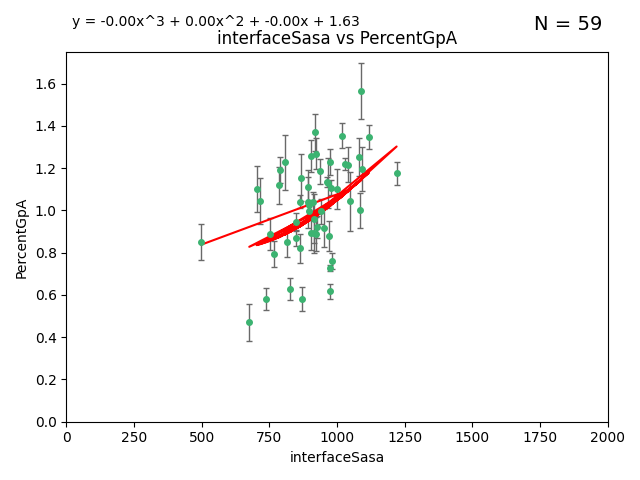 y = -0.00x^3 + 0.00x^2 + -0.00x + 1.63
N = 59
interfaceSasa vs PercentGpA
1.6
1.4
1.2
1.0
0.8
0.6
0.4
0.2
0.0
PercentGpA
0 250 500 750 1000 1250 1500 1750 2000
interfaceSasa